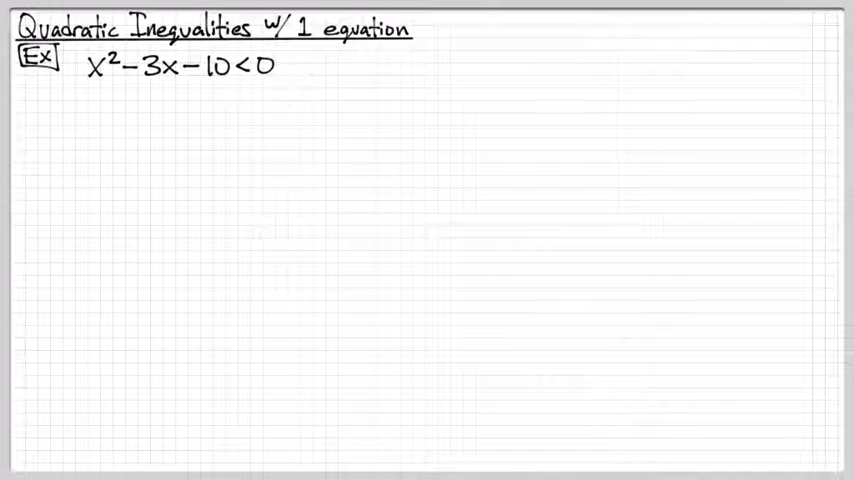 Quadratic Inequalities w/ 1 equation
Ex x²-3x-10<0